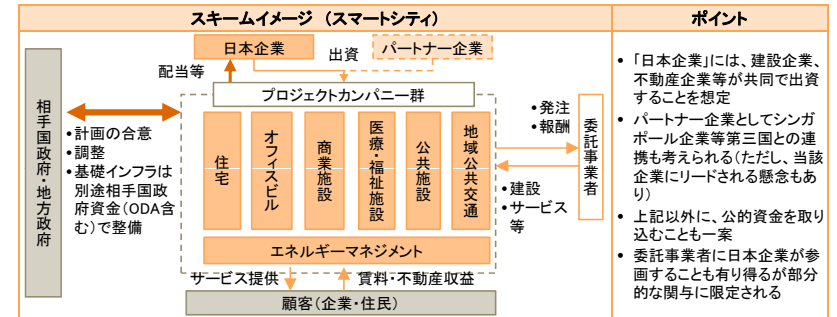 スキームイメージ (スマートシティ)
ポイント
日本企業
パートナー企業
出資
配当等
プロジェクトカンパニー群
相手国政府・地方政府
•計画の合意
•調整
•基礎インフラは
別途相手国政
府資金(ODA含
む)で整備
住宅
オフィスビル
商業施設
医療・福祉施設
公共施設
地域公共交通
エネルギーマネジメント
•発注
•報酬
委託事業者
•建設
•サービス
等
サービス提供
賃料・不動産収益
顧客(企業・住民)
• 「日本企業」には、建設企業、
不動産企業等が共同で出資
することを想定
• パートナー企業としてシンガ
ポール企業等第三国との連
携も考えられる(ただし、当該
企業にリードされる懸念もあ
り)
• 上記以外に、公的資金を取り
込むことも一案
• 委託事業者に日本企業が参
画することも有り得るが部分
的な関与に限定される